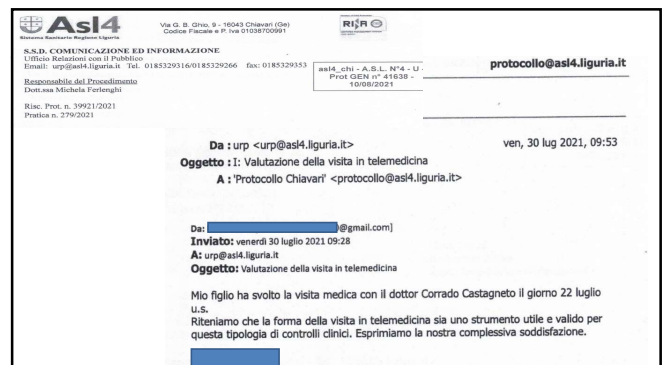 Asl4
Sistema Sanitario Regione Liguria
Via G. B. Ghio, 9 - 16043 Chiavari (Ge)
Codice Fiscale e P. Iva 01038700991
S.S.D. COMUNICAZIONE ED INFORMAZIONE
Ufficio Relazioni con il Pubblico
Email: urp@asl4.liguria.it Tel. 0185329316/0185329266 fax: 0185329353
Responsabile del Procedimento
Dott.ssa Michela Ferlenghi
Risc. Prot. n. 39921/2021
Pratica n. 279/2021
asl4_chi - A.S.L. N°4 - U -
Prot GEN n° 41638 -
10/08/2021
protocollo@asl4.liguria.it
Da : urp <urp@asl4.liguria.it>
ven, 30 lug 2021, 09:53
Oggetto : I: Valutazione della visita in telemedicina
A : 'Protocollo Chiavari' <protocollo@asl4.liguria.it>
Da: @gmail.com]
Inviato: venerdì 30 luglio 2021 09:28
A: urp@asl4.liguria.it
Oggetto: Valutazione della visita in telemedicina
Mio figlio ha svolto la visita medica con il dottor Corrado Castagneto il giorno 22 luglio
u.s.
Riteniamo che la forma della visita in telemedicina sia uno strumento utile e valido per
questa tipologia di controlli clinici. Esprimiamo la nostra complessiva soddisfazione.